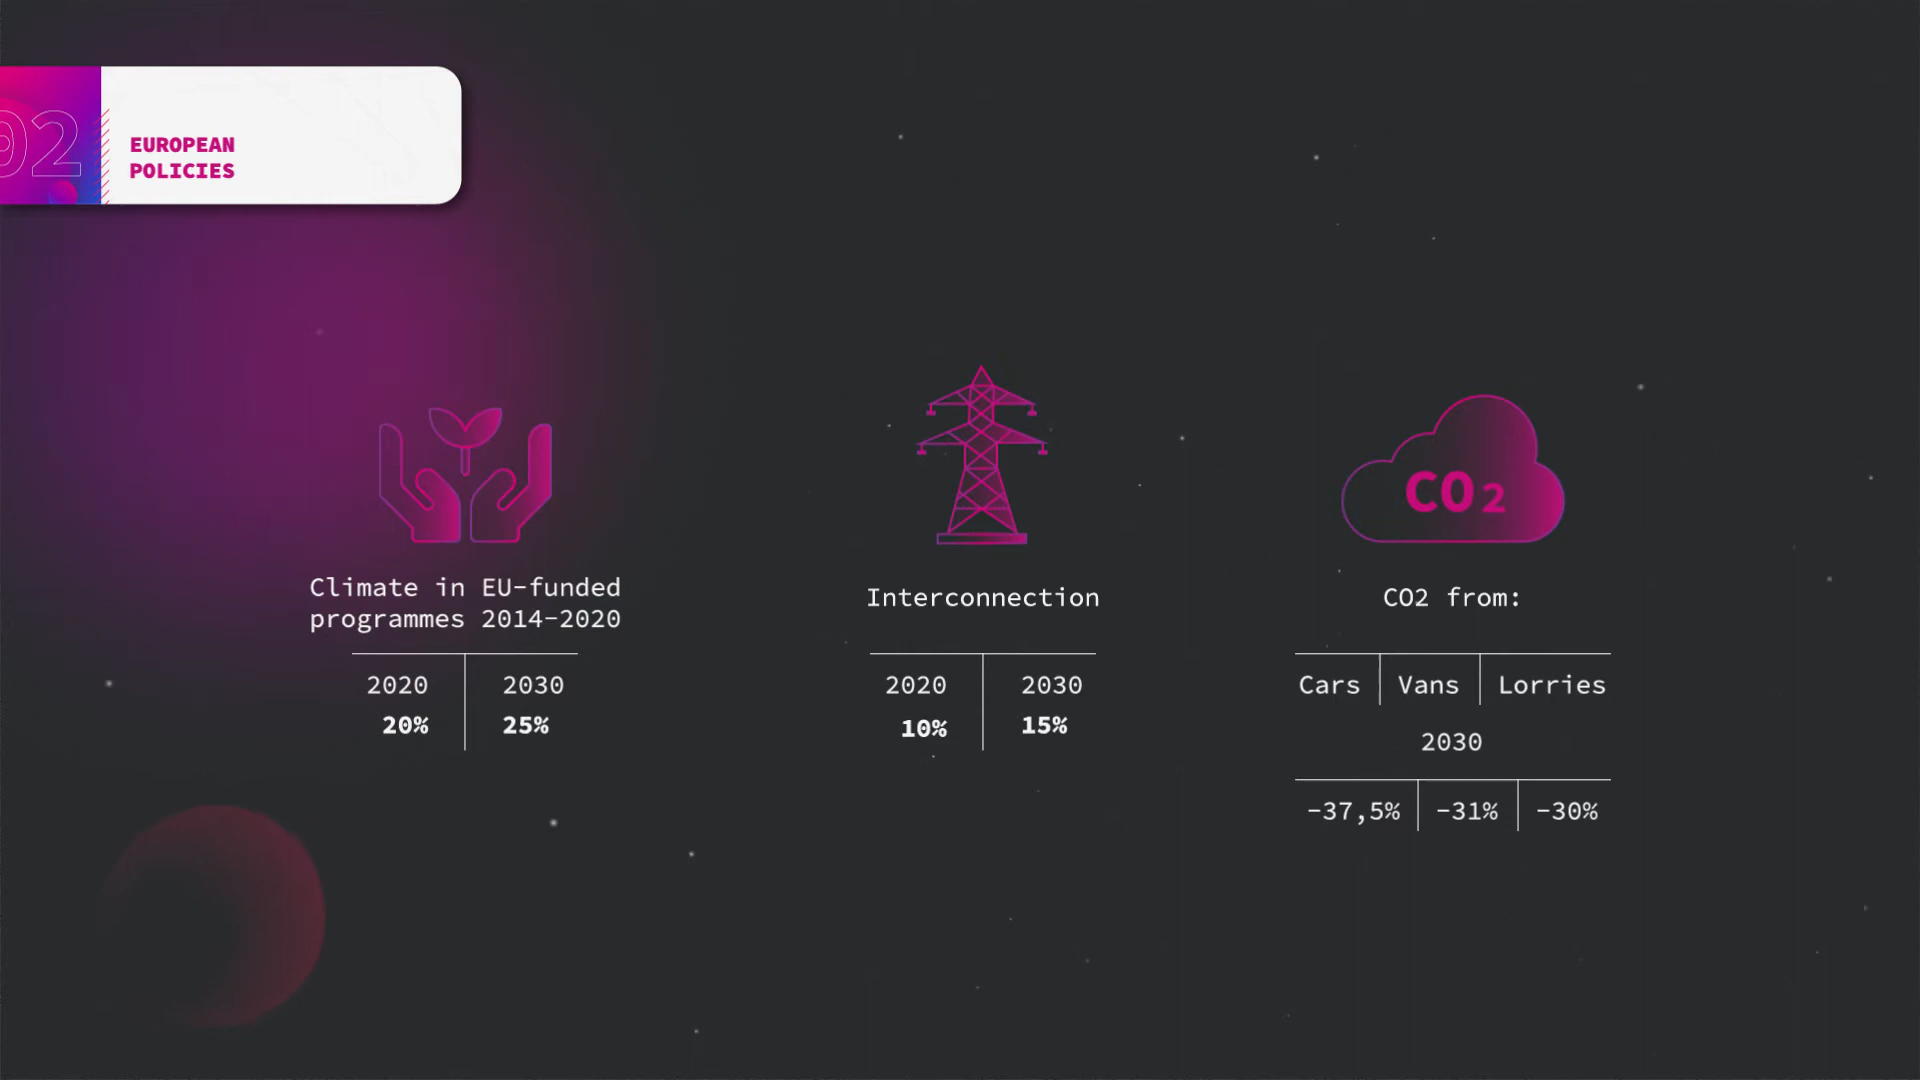 02
EUROPEAN
POLICIES
CO2
Climate in EU-funded
programmes 2014-2020
2020 2030
20% 25%
Interconnection
2020 2030
10% 15%
CO2 from:
Cars Vans Lorries
2030
-37,5% -31% -30%